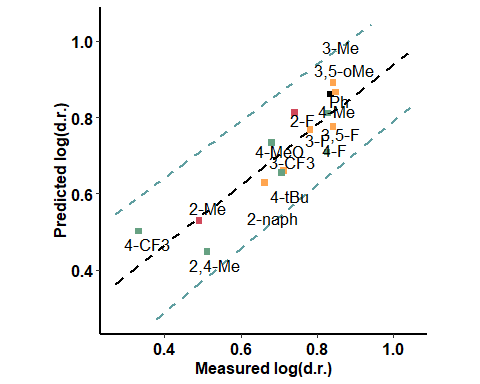 3-Me
1.0
3,5-oMe
Ph
0.8
4-Me
2-F
3-F
3,5-F
4-MeO
4-F
3-CF3
0.6
4-tBu
2-Me
2-naph
4-CF3
0.4
2,4-Me
0.4
0.6
0.8
1.0
Measured log(d.r.)
Predicted log(d.r.)